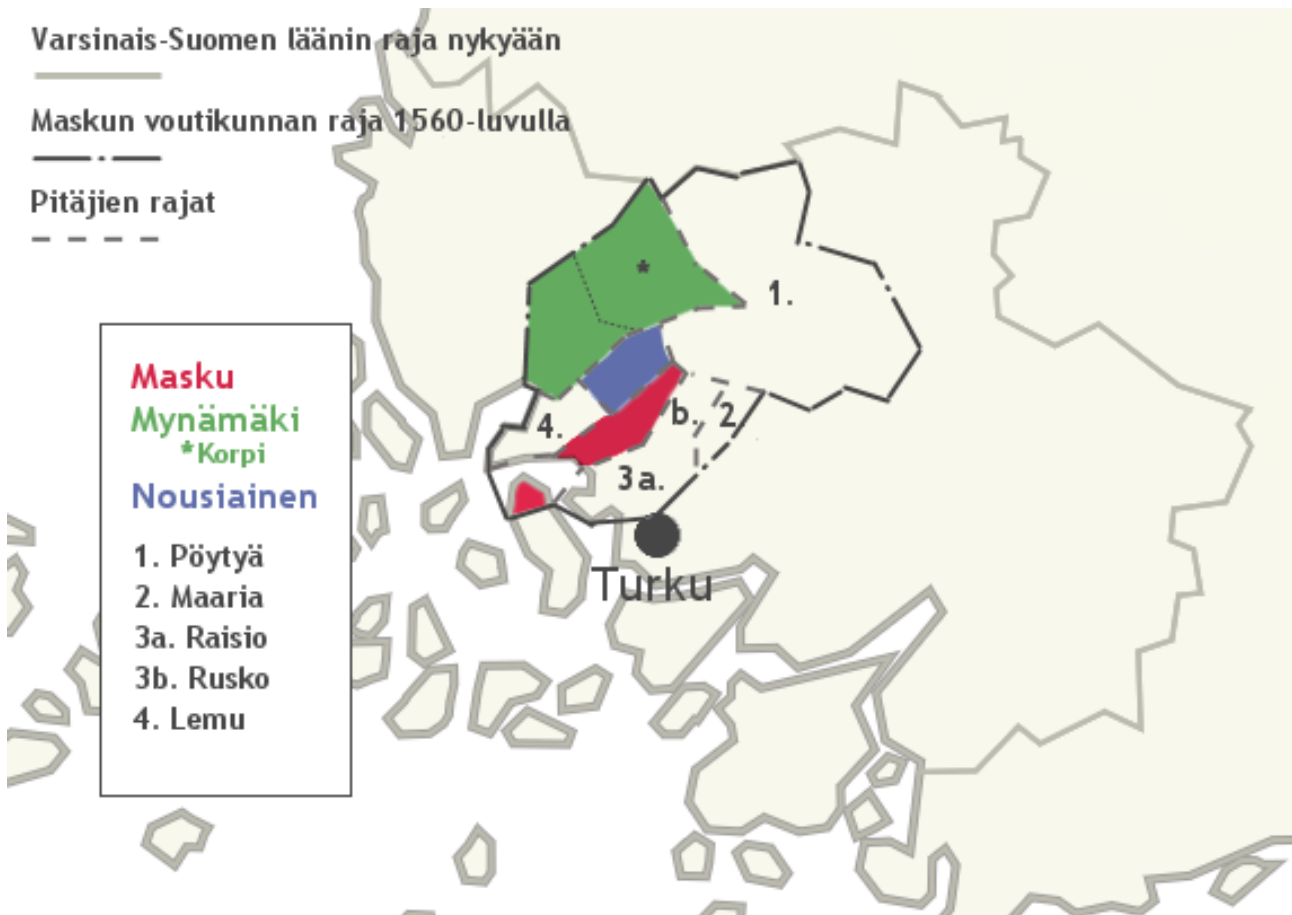 Varsinais-Suomen läänin raja nykyään
Maskun voutikunnan raja 1560-luvulla
Pitäjien rajat
*
1.
b.
2
4.
3a.
Turku
Masku
Mynämäki
*Korpi
Nousiainen
1. Pöytyä
2. Maaria
3a. Raisio
3b. Rusko
4. Lemu